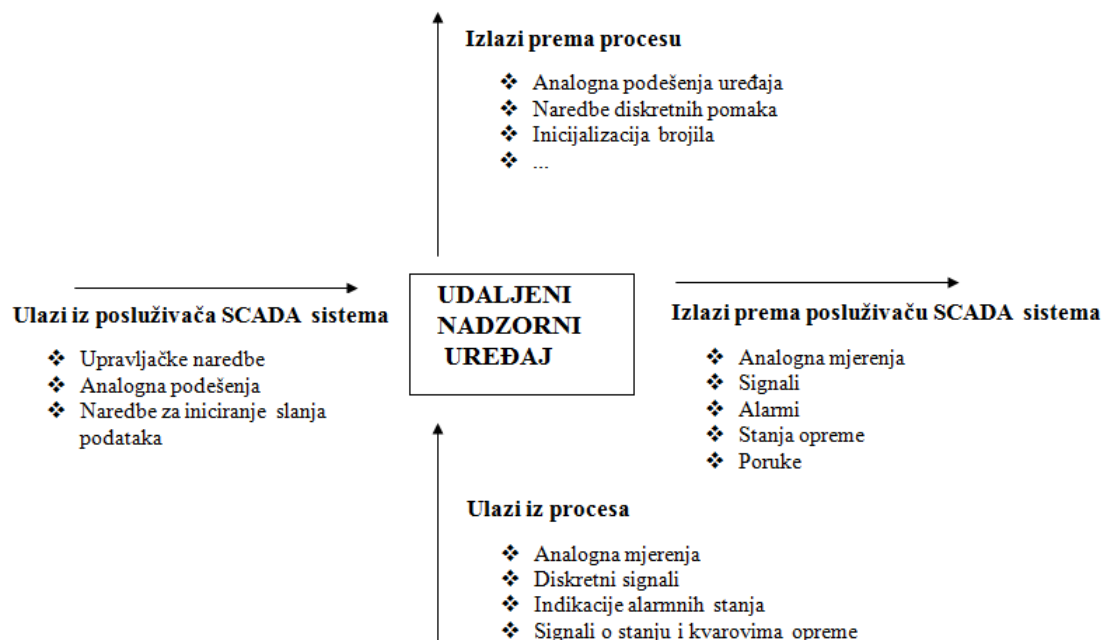 Izlazi prema procesu
❖ Analogna podešenja uređaja
❖ Naredbe diskretnih pomaka
❖ Inicijalizacija brojila
❖ ...
Ulazi iz posluživača SCADA sistema
❖ Upravljačke naredbe
❖ Analogna podešenja
❖ Naredbe za iniciranje slanja
podataka
UDALJENI
NADZORNI
UREĐAJ
Izlazi prema posluživaču SCADA sistema
❖ Analogna mjerenja
❖ Signali
❖ Alarmi
❖ Stanja opreme
❖ Poruke
Ulazi iz procesa
❖ Analogna mjerenja
❖ Diskretni signali
❖ Indikacije alarmnih stanja
❖ Signali o stanju i kvarovima opreme